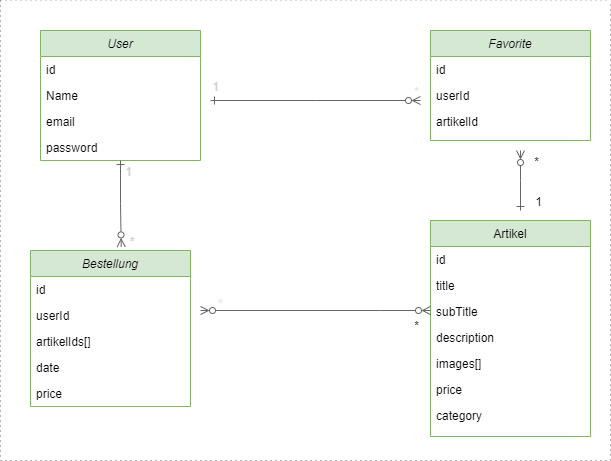 User
id
Name
email
password
1
*
1
*
Favorite
id
userId
artikelId
*
1
Bestellung
id
userId
artikelIds[]
date
price
*
*
Artikel
id
title
subTitle
description
images[]
price
category